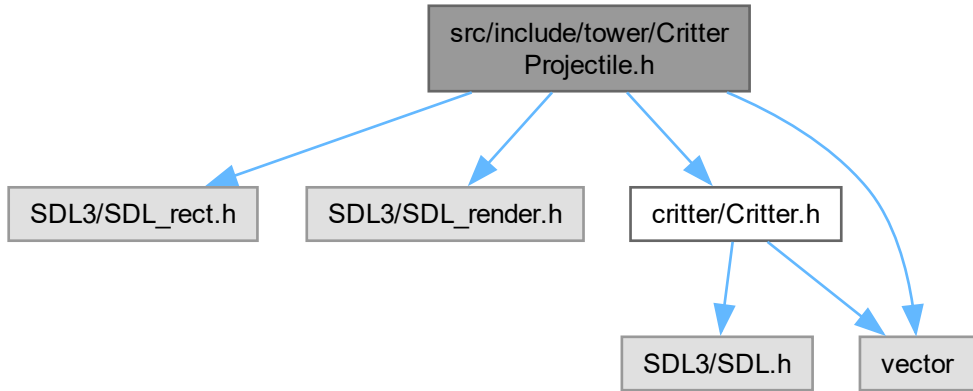 src/include/tower/Critter
Projectile.h
SDL3/SDL_rect.h
SDL3/SDL_render.h
critter/Critter.h
SDL3/SDL.h
vector